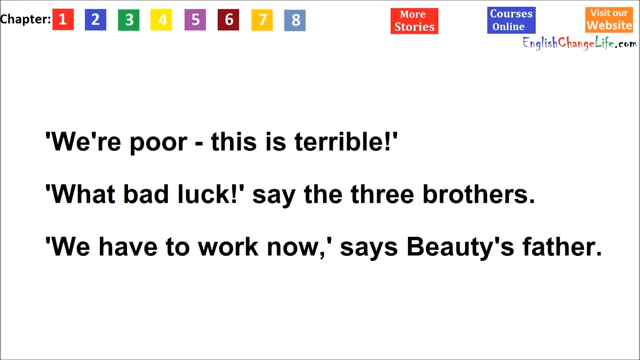 Chapter: 1 2 3 4 5 6 7 8
More
Stories
Courses
Online
Visit our
Website
EnglishChangeLife.com
'We're poor - this is terrible!'
'What bad luck!' say the three brothers.
'We have to work now,' says Beauty's father.